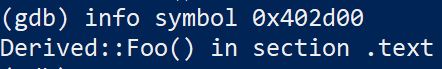 (gdb) info symbol 0x402d00
Derived::Foo() in section .text